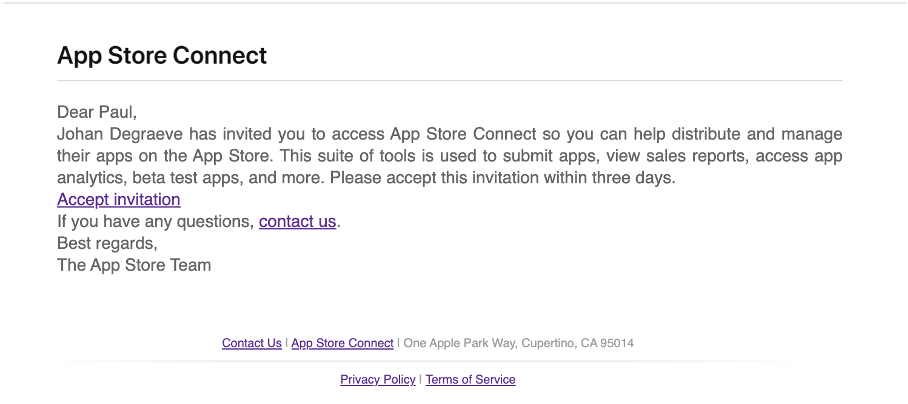 App Store Connect
Dear Paul,
Johan Degraeve has invited you to access App Store Connect so you can help distribute and manage
their apps on the App Store. This suite of tools is used to submit apps, view sales reports, access app
analytics, beta test apps, and more. Please accept this invitation within three days.
Accept invitation
If you have any questions, contact us.
Best regards,
The App Store Team
Contact Us | App Store Connect | One Apple Park Way, Cupertino, CA 95014
Privacy Policy | Terms of Service